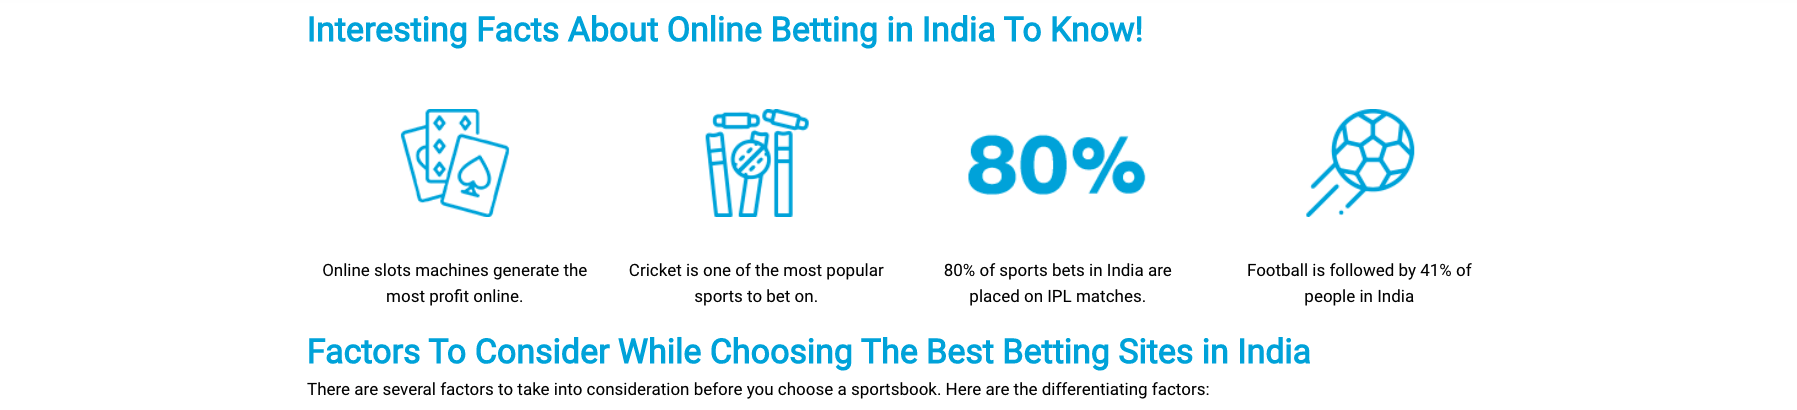 Interesting Facts About Online Betting in India To Know!
80%
Online slots machines generate the
most profit online.
Cricket is one of the most popular
sports to bet on.
80% of sports bets in India are
placed on IPL matches.
Football is followed by 41% of
people in India
Factors To Consider While Choosing The Best Betting Sites in India
There are several factors to take into consideration before you choose a sportsbook. Here are the differentiating factors: